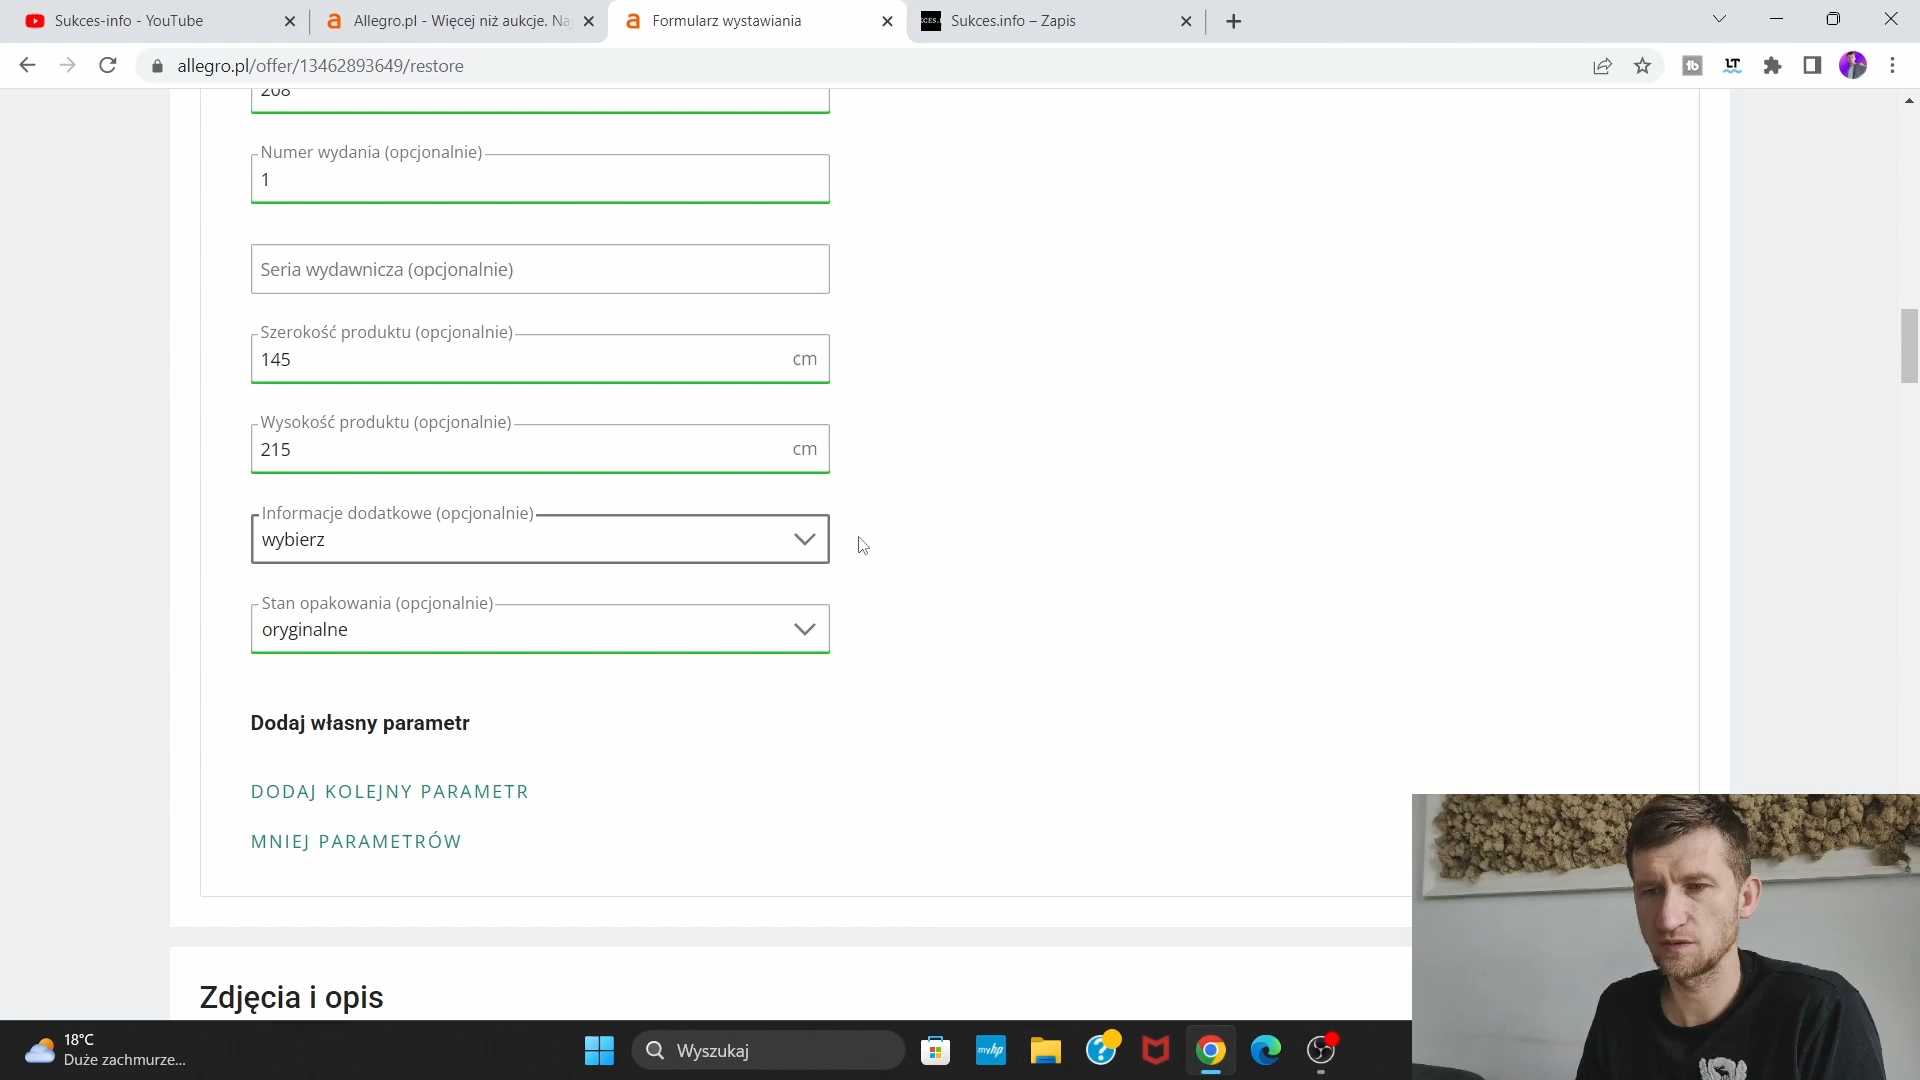 Sukces-info - YouTube
Allegro.pl - Więcej niż aukcje. Na
Formularz wystawiania
Sukces.info – Zapis
allegro.pl/offer/13462893649/restore
208
Numer wydania (opcjonalnie)
1
Seria wydawnicza (opcjonalnie)
Szerokość produktu (opcjonalnie)
145 cm
Wysokość produktu (opcjonalnie)
215 cm
Informacje dodatkowe (opcjonalnie)
wybierz
Stan opakowania (opcjonalnie)
oryginalne
Dodaj własny parametr
DODAJ KOLEJNY PARAMETR
MNIEJ PARAMETRÓW
Zdjęcia i opis
18°C
Duże zachmurze...
Wyszukaj
myhp